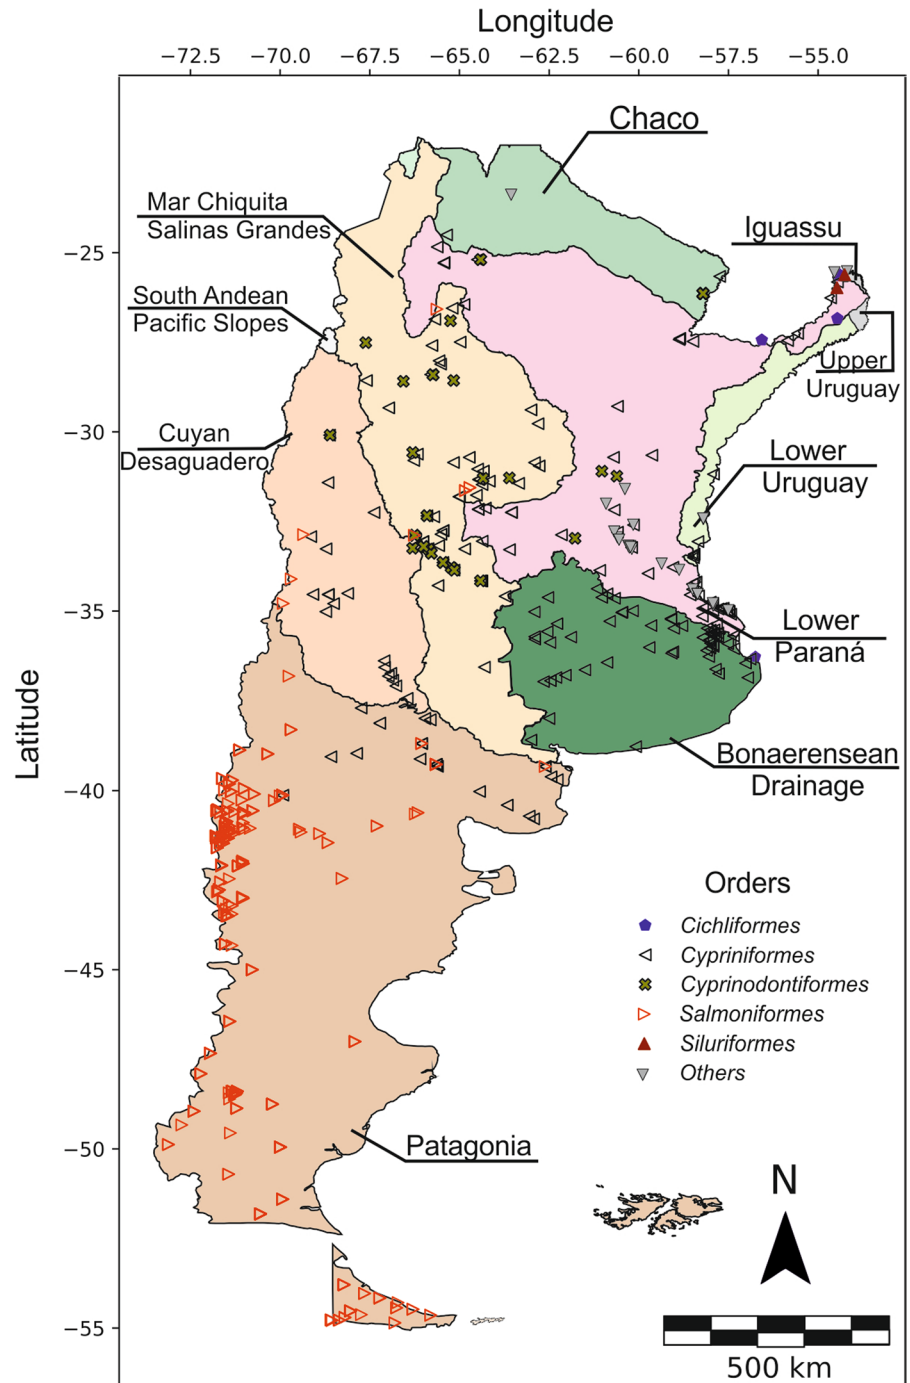 Longitude
−72.5 −70.0 −67.5 −65.0 −62.5 −60.0 −57.5 −55.0
Chaco
Mar Chiquita
Salinas Grandes
Iguassu
−25
South Andean
Pacific Slopes
Upper
Uruguay
−30
Cuyan
Desaguadero
Lower
Uruguay
−35
Lower
Paraná
Latitude
Bonaerensean
Drainage
−40
Orders
Cichliformes
Cypriniformes
−45
Cyprinodontiformes
Salmoniformes
Siluriformes
Others
−50
Patagonia
N
−55
500 km